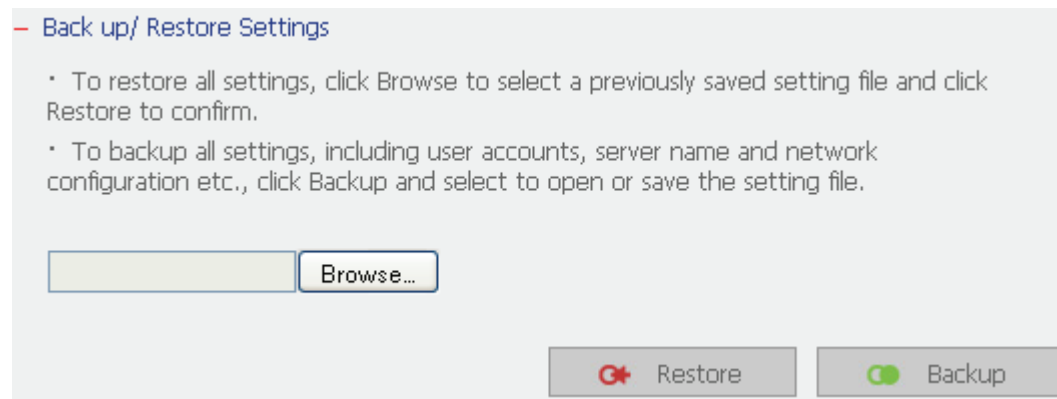 – Back up/ Restore Settings
· To restore all settings, click Browse to select a previously saved setting file and click
Restore to confirm.
· To backup all settings, including user accounts, server name and network
configuration etc., click Backup and select to open or save the setting file.
Browse...
Restore
Backup